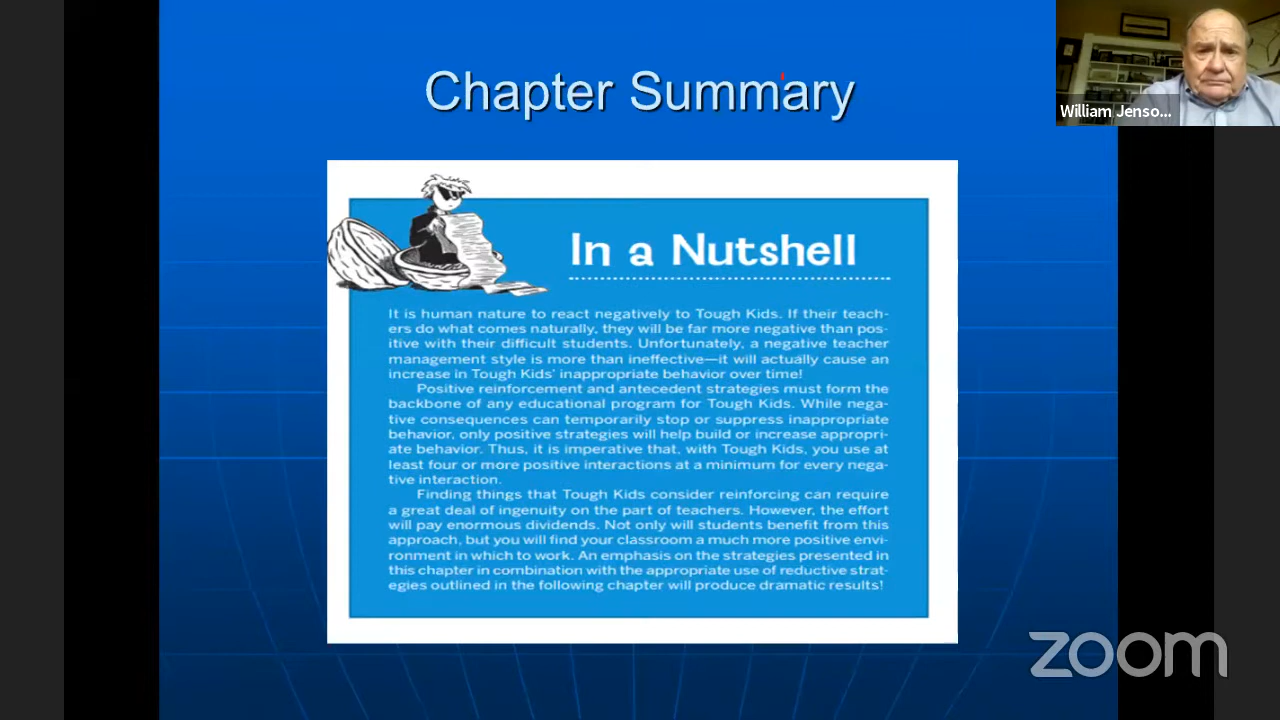 Chapter Summary
William Jenso...
In a Nutshell
It is human nature to react negatively to Tough Kids. If their teach-
ers do what comes naturally, they will be far more negative than pos-
itive with their difficult students. Unfortunately, a negative teacher
management style is more than ineffective—it will actually cause an
increase in Tough Kids' inappropriate behavior over time!
Positive reinforcement and antecedent strategies must form the
backbone of any educational program for Tough Kids. While nega-
tive consequences can temporarily stop or suppress inappropriate
behavior, only positive strategies will help build or increase appropri-
ate behavior. Thus, it is imperative that, with Tough Kids, you use at
least four or more positive interactions at a minimum for every nega-
tive interaction.
Finding things that Tough Kids consider reinforcing can require
a great deal of ingenuity on the part of teachers. However, the effort
will pay enormous dividends. Not only will students benefit from this
approach, but you will find your classroom a much more positive envi-
ronment in which to work. An emphasis on the strategies presented in
this chapter in combination with the appropriate use of reductive strat-
egies outlined in the following chapter will produce dramatic results!
zoom